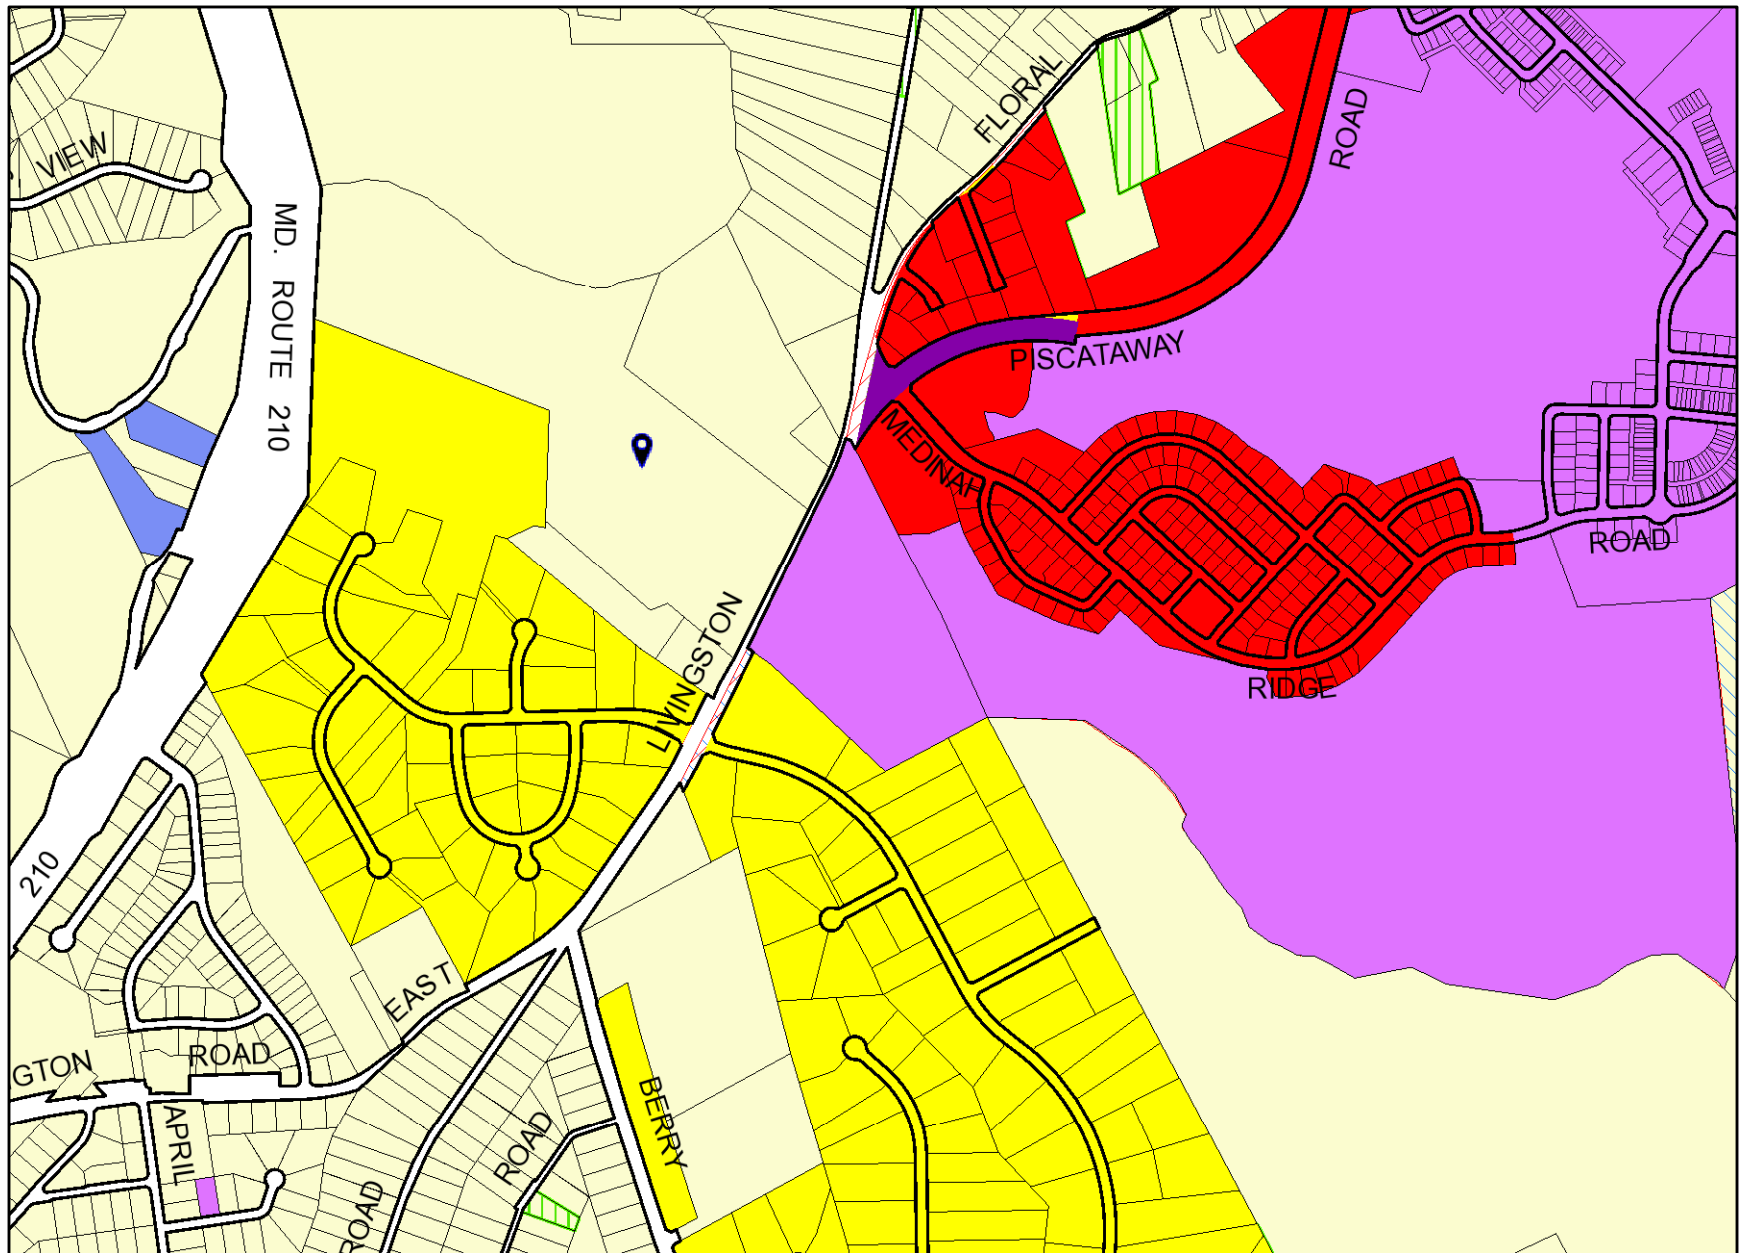 FLORAL
ROAD
VIEW
MD. ROUTE 210
PISCATAWAY
MEDINAH
ROAD
LIVINGSTON
RIDGE
210
EAST
ROAD
GTON
BERRY
APRIL
ROAD
ROAD